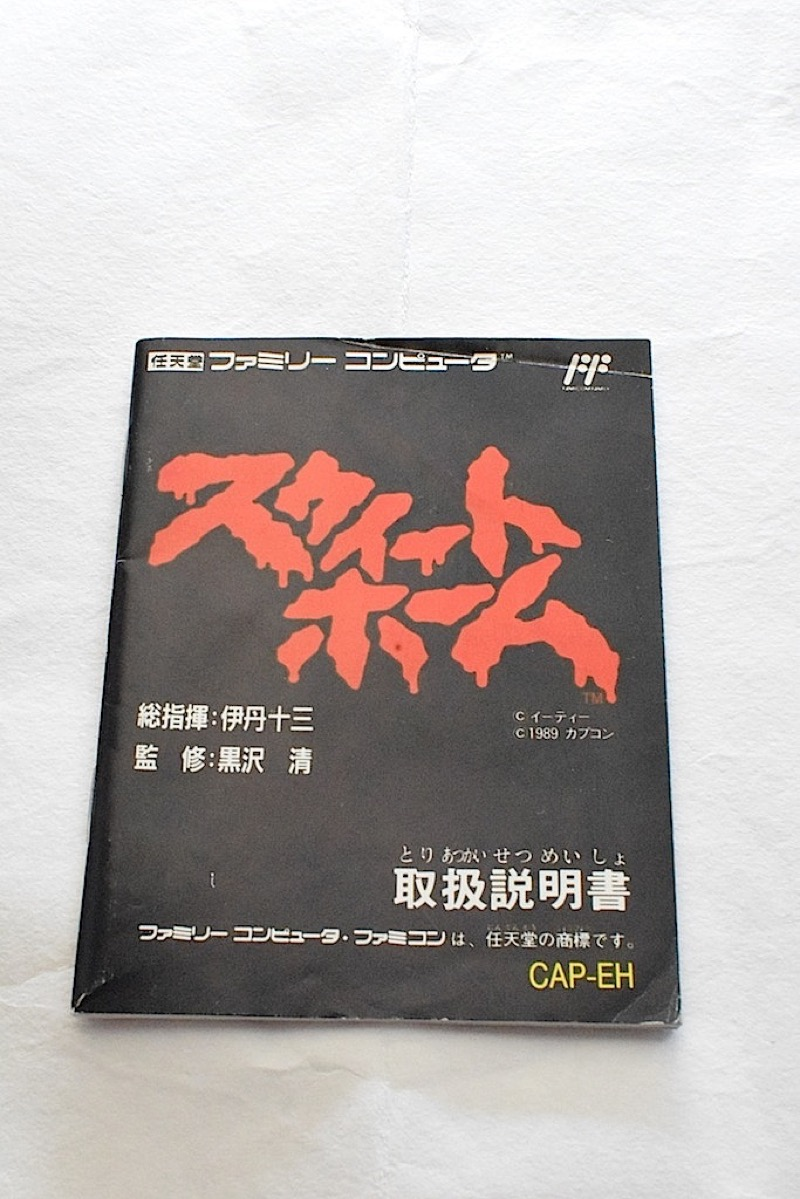 任天堂 ファミリー コンピュータ™
スウィート
ホーム
TM
総指揮:伊丹十三
監 修:黒沢 清
© イーティー
© 1989 カプコン
とり あつかい せつ めい しょ
取扱説明書
ファミリー コンピュータ・ファミコン は、任天堂の商標です。
CAP-EH